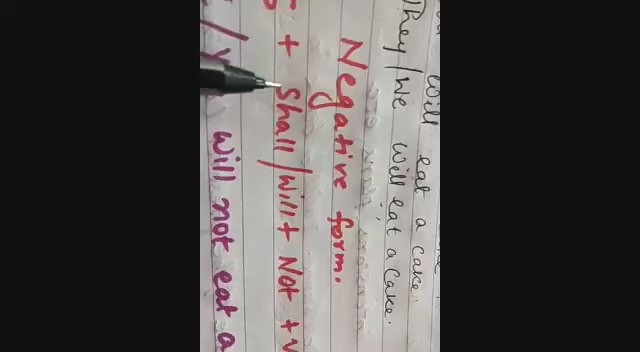 will eat a cake.
They/We will eat a cake.
Negative form.
+ Shall/Will + Not + V
will not eat a